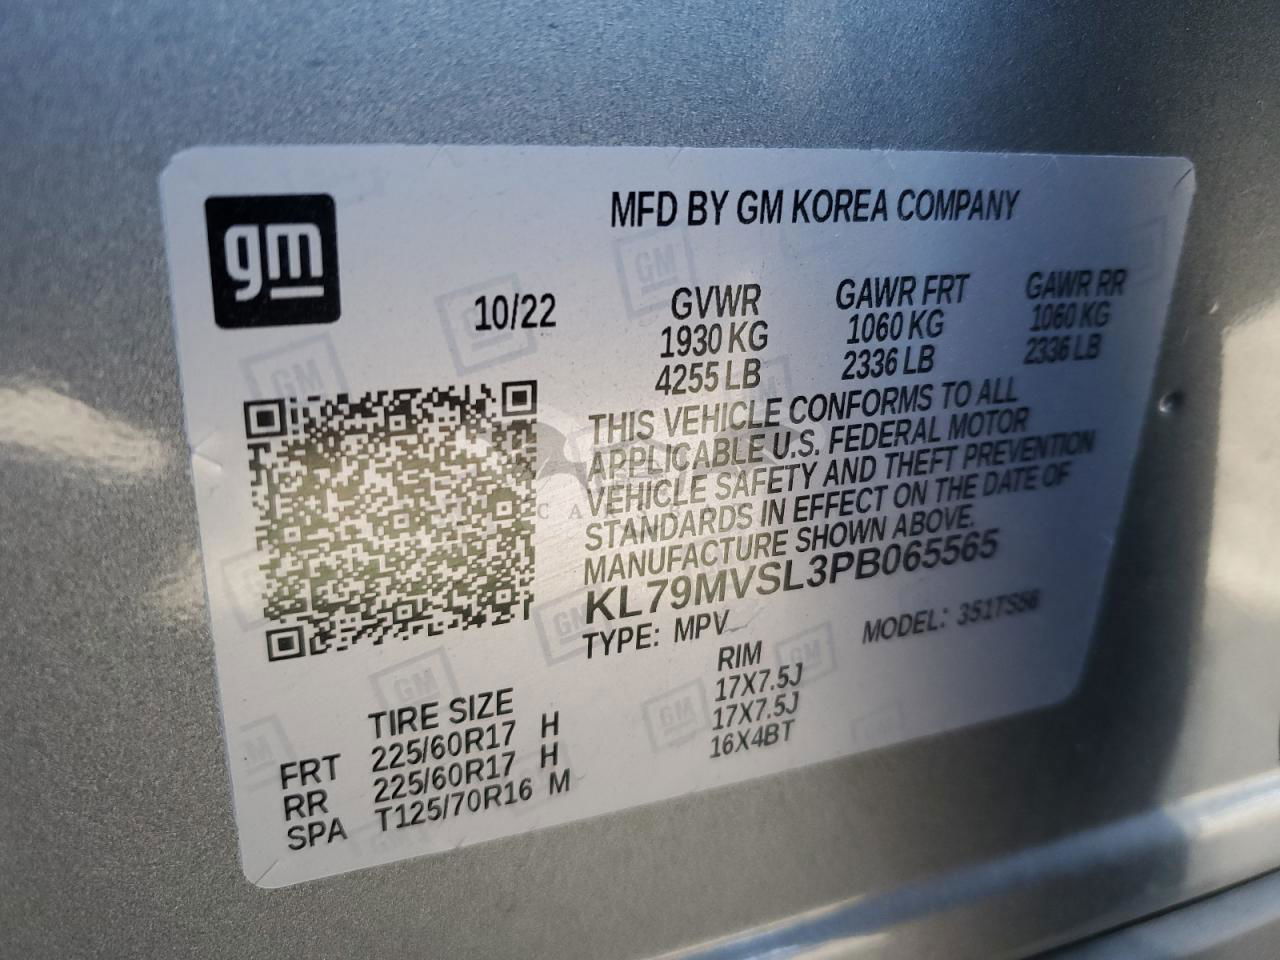 gm
MFD BY GM KOREA COMPANY
10/22
GVWR GAWR FRT GAWR RR
1930 KG 1060 KG 1060 KG
4255 LB 2336 LB 2336 LB
THIS VEHICLE CONFORMS TO ALL
APPLICABLE U.S. FEDERAL MOTOR
VEHICLE SAFETY AND THEFT PREVENTION
STANDARDS IN EFFECT ON THE DATE OF
MANUFACTURE SHOWN ABOVE.
KL79MVSL3PB065565
TYPE: MPV MODEL: 351TS56
TIRE SIZE RIM
FRT 225/60R17 H 17X7.5J
RR 225/60R17 H 17X7.5J
SPA T125/70R16 M 16X4BT